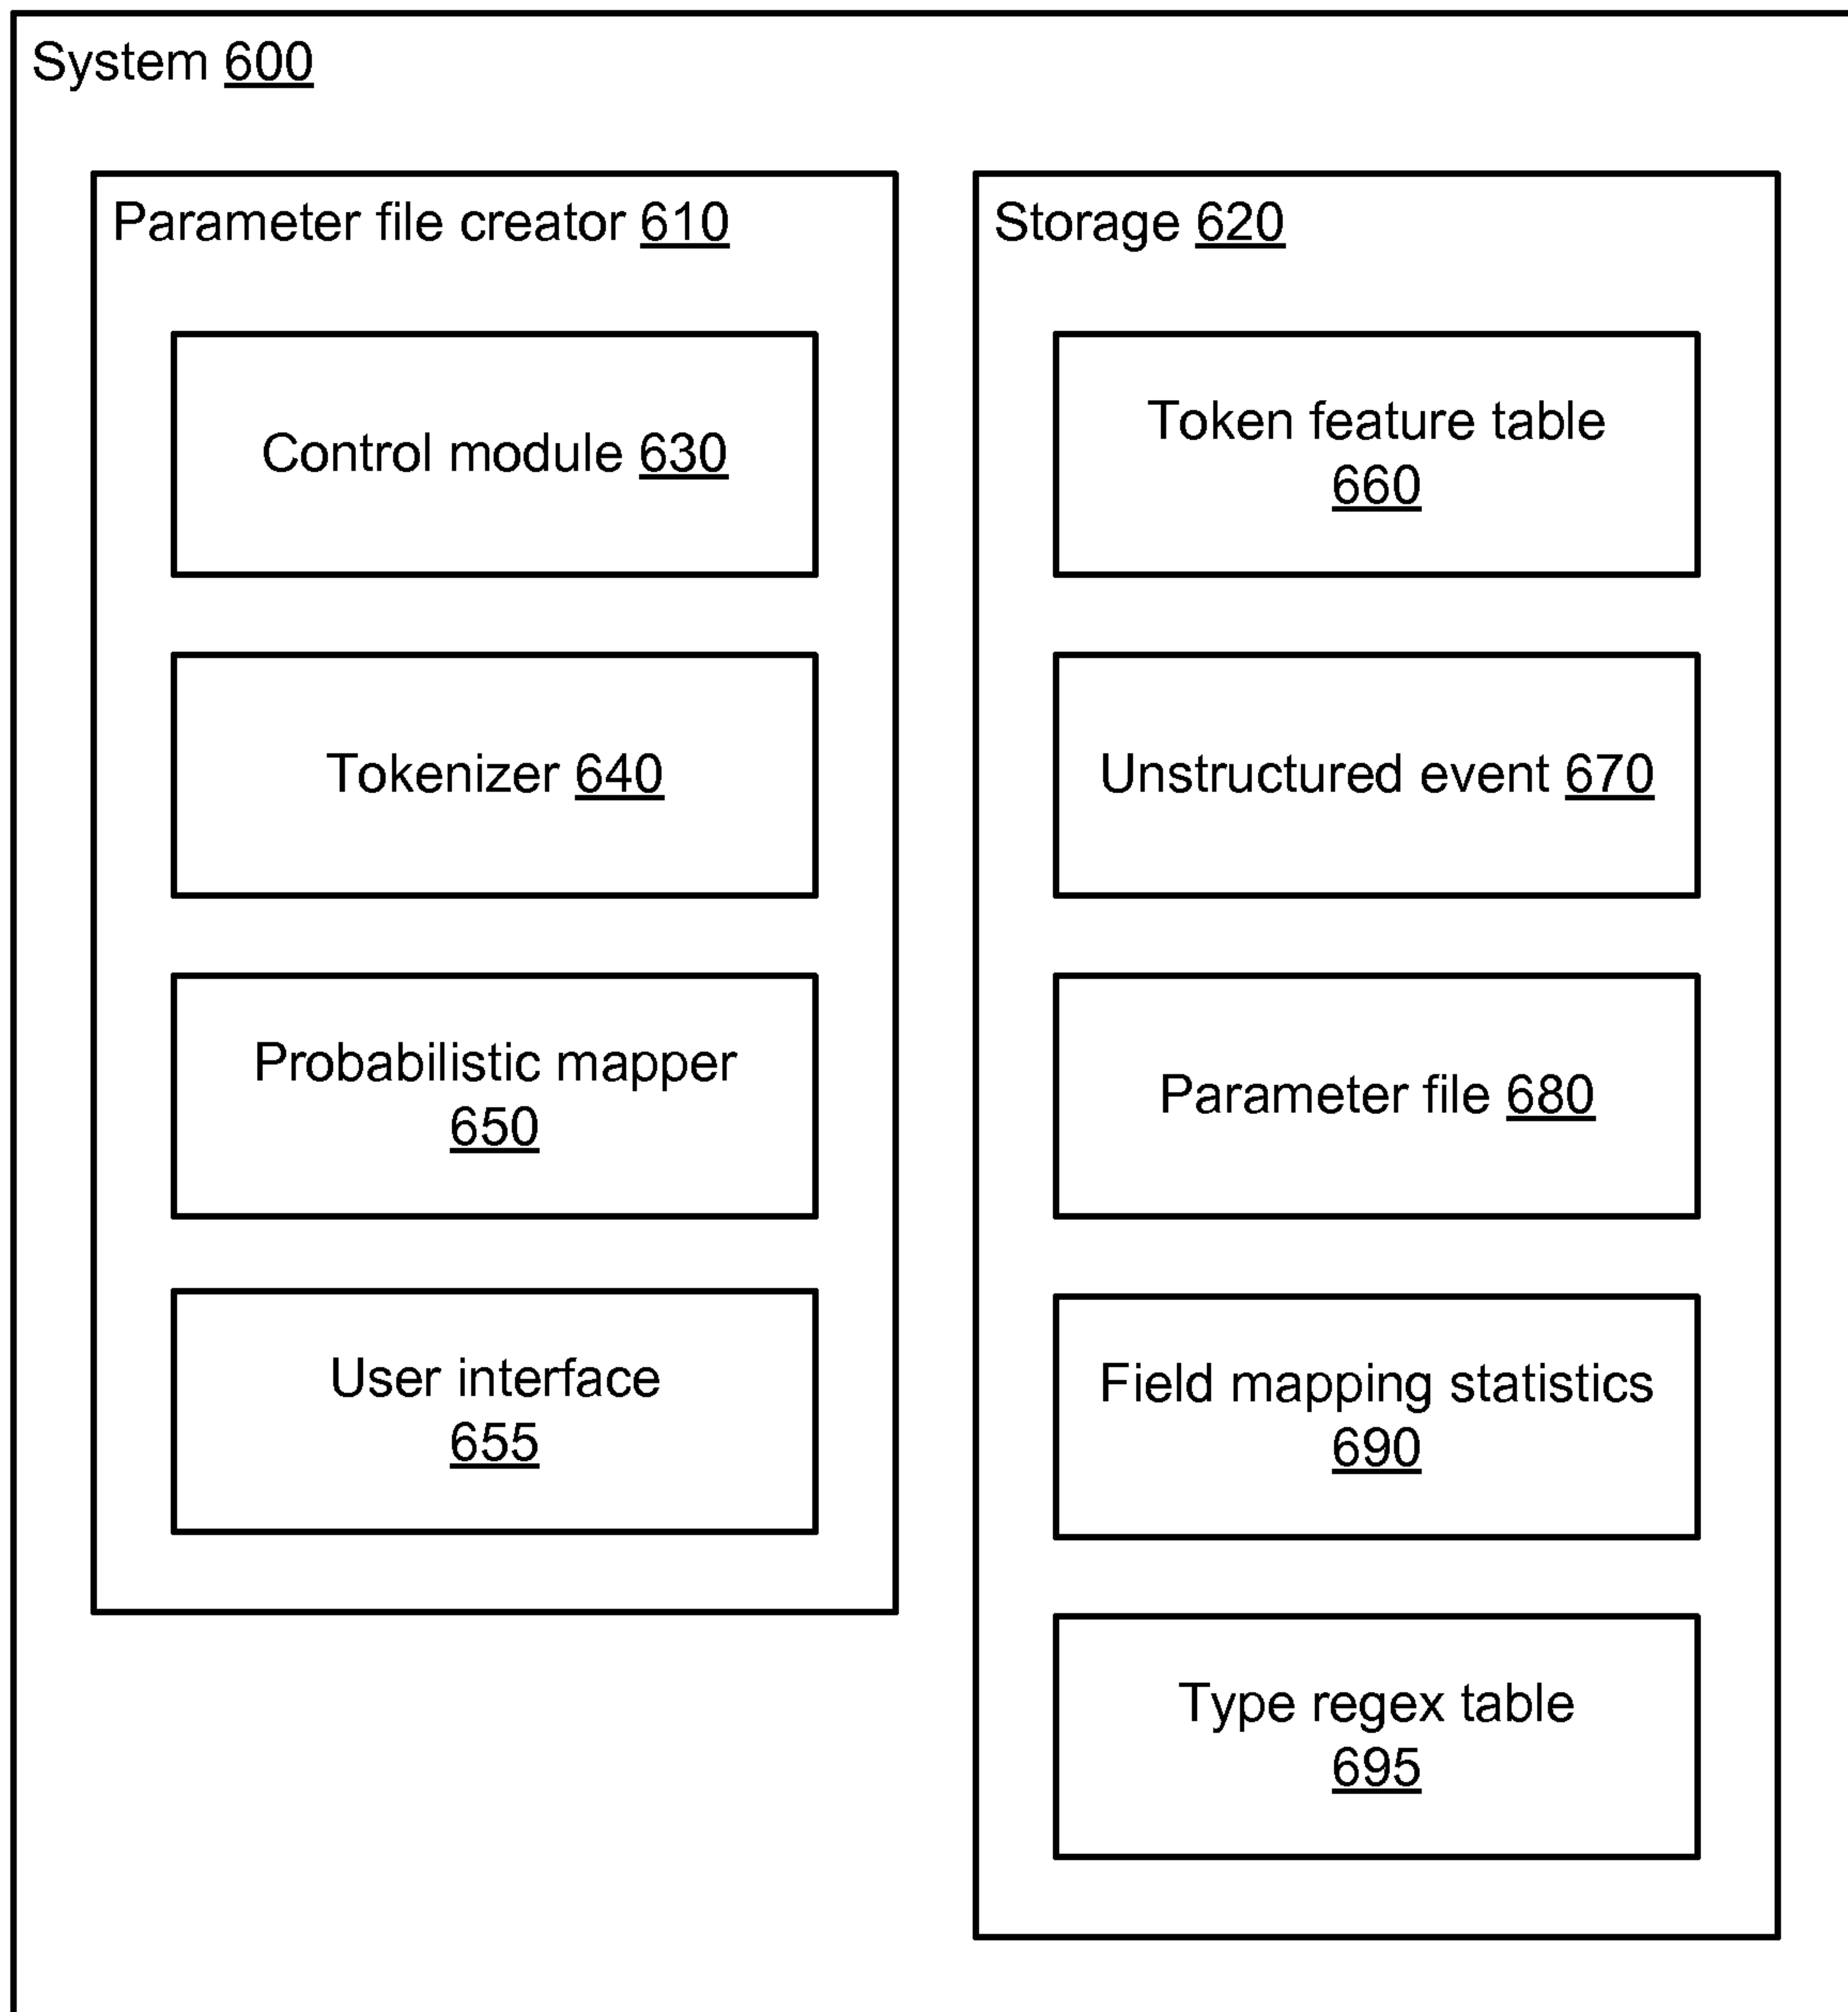 System 600
Parameter file creator 610
Control module 630
Tokenizer 640
Probabilistic mapper
650
User interface
655
Storage 620
Token feature table
660
Unstructured event 670
Parameter file 680
Field mapping statistics
690
Type regex table
695